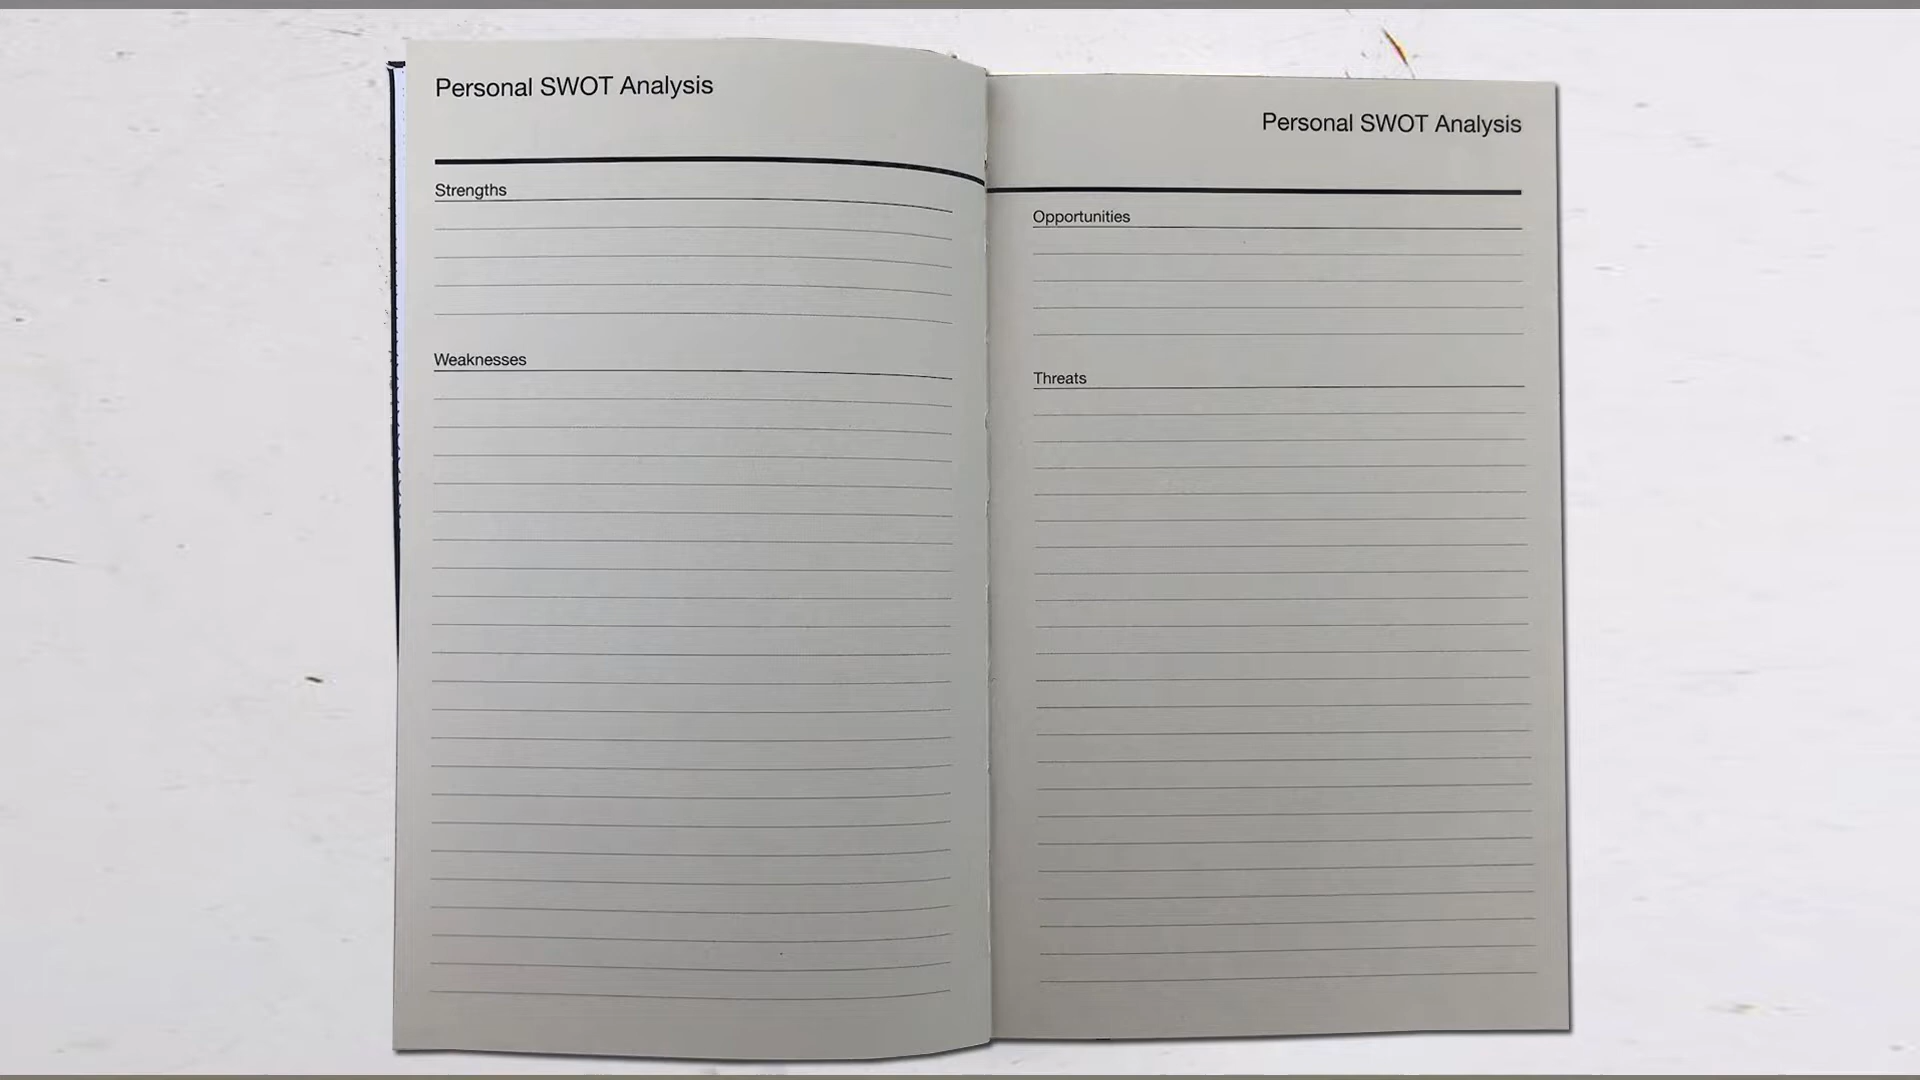 Personal SWOT Analysis
Strengths
Weaknesses
Personal SWOT Analysis
Opportunities
Threats